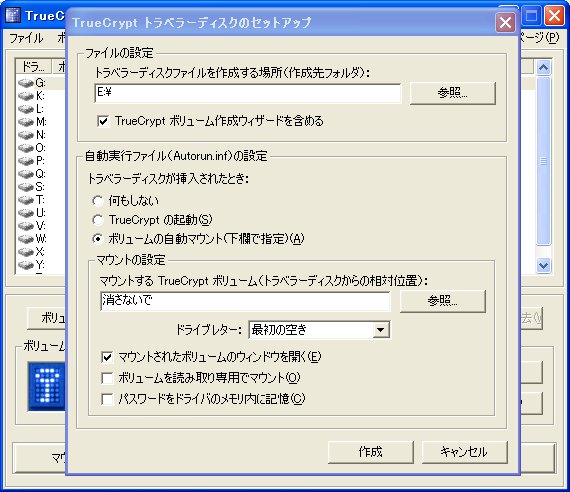 TrueC
TrueCrypt トラベラーディスクのセットアップ
ファイル
ページ(P)
ドラ...
G:
K:
L:
M:
N:
O:
P:
Q:
S:
T:
U:
V:
W:
X:
Y:
ファイルの設定
トラベラーディスクファイルを作成する場所(作成先フォルダ):
E:¥
参照...
TrueCrypt ボリューム作成ウィザードを含める
自動実行ファイル(Autorun.inf)の設定
トラベラーディスクが挿入されたとき:
何もしない
TrueCrypt の起動(S)
ボリュームの自動マウント(下欄で指定)(A)
マウントの設定
マウントする TrueCrypt ボリューム(トラベラーディスクからの相対位置):
消さないで
参照...
ドライブレター:
最初の空き
マウントされたボリュームのウィンドウを開く(E)
ボリュームを読み取り専用でマウント(O)
パスワードをドライバのメモリ内に記憶(C)
作成
キャンセル
ボリュ
ボリューム
マウ